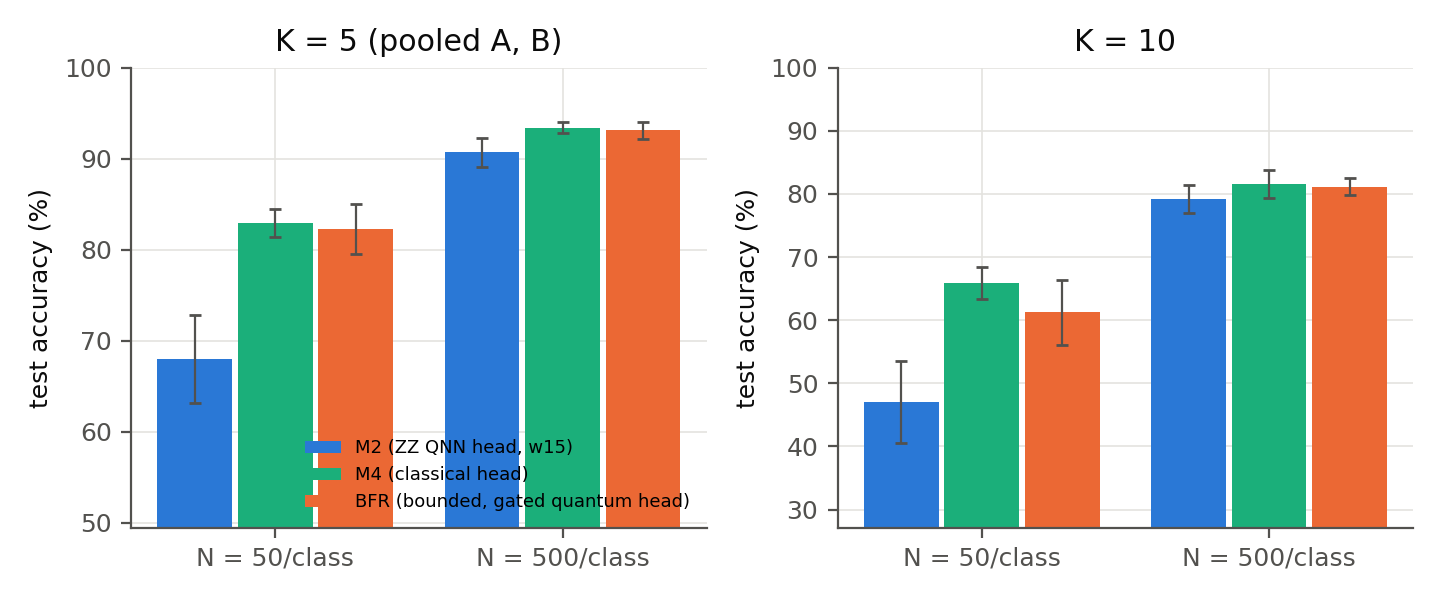 K = 5 (pooled A, B)
test accuracy (%)
100
90
80
70
60
50
M2 (ZZ QNN head, w15)
M4 (classical head)
BFR (bounded, gated quantum head)
N = 50/class
N = 500/class
K = 10
test accuracy (%)
100
90
80
70
60
50
40
30
N = 50/class
N = 500/class